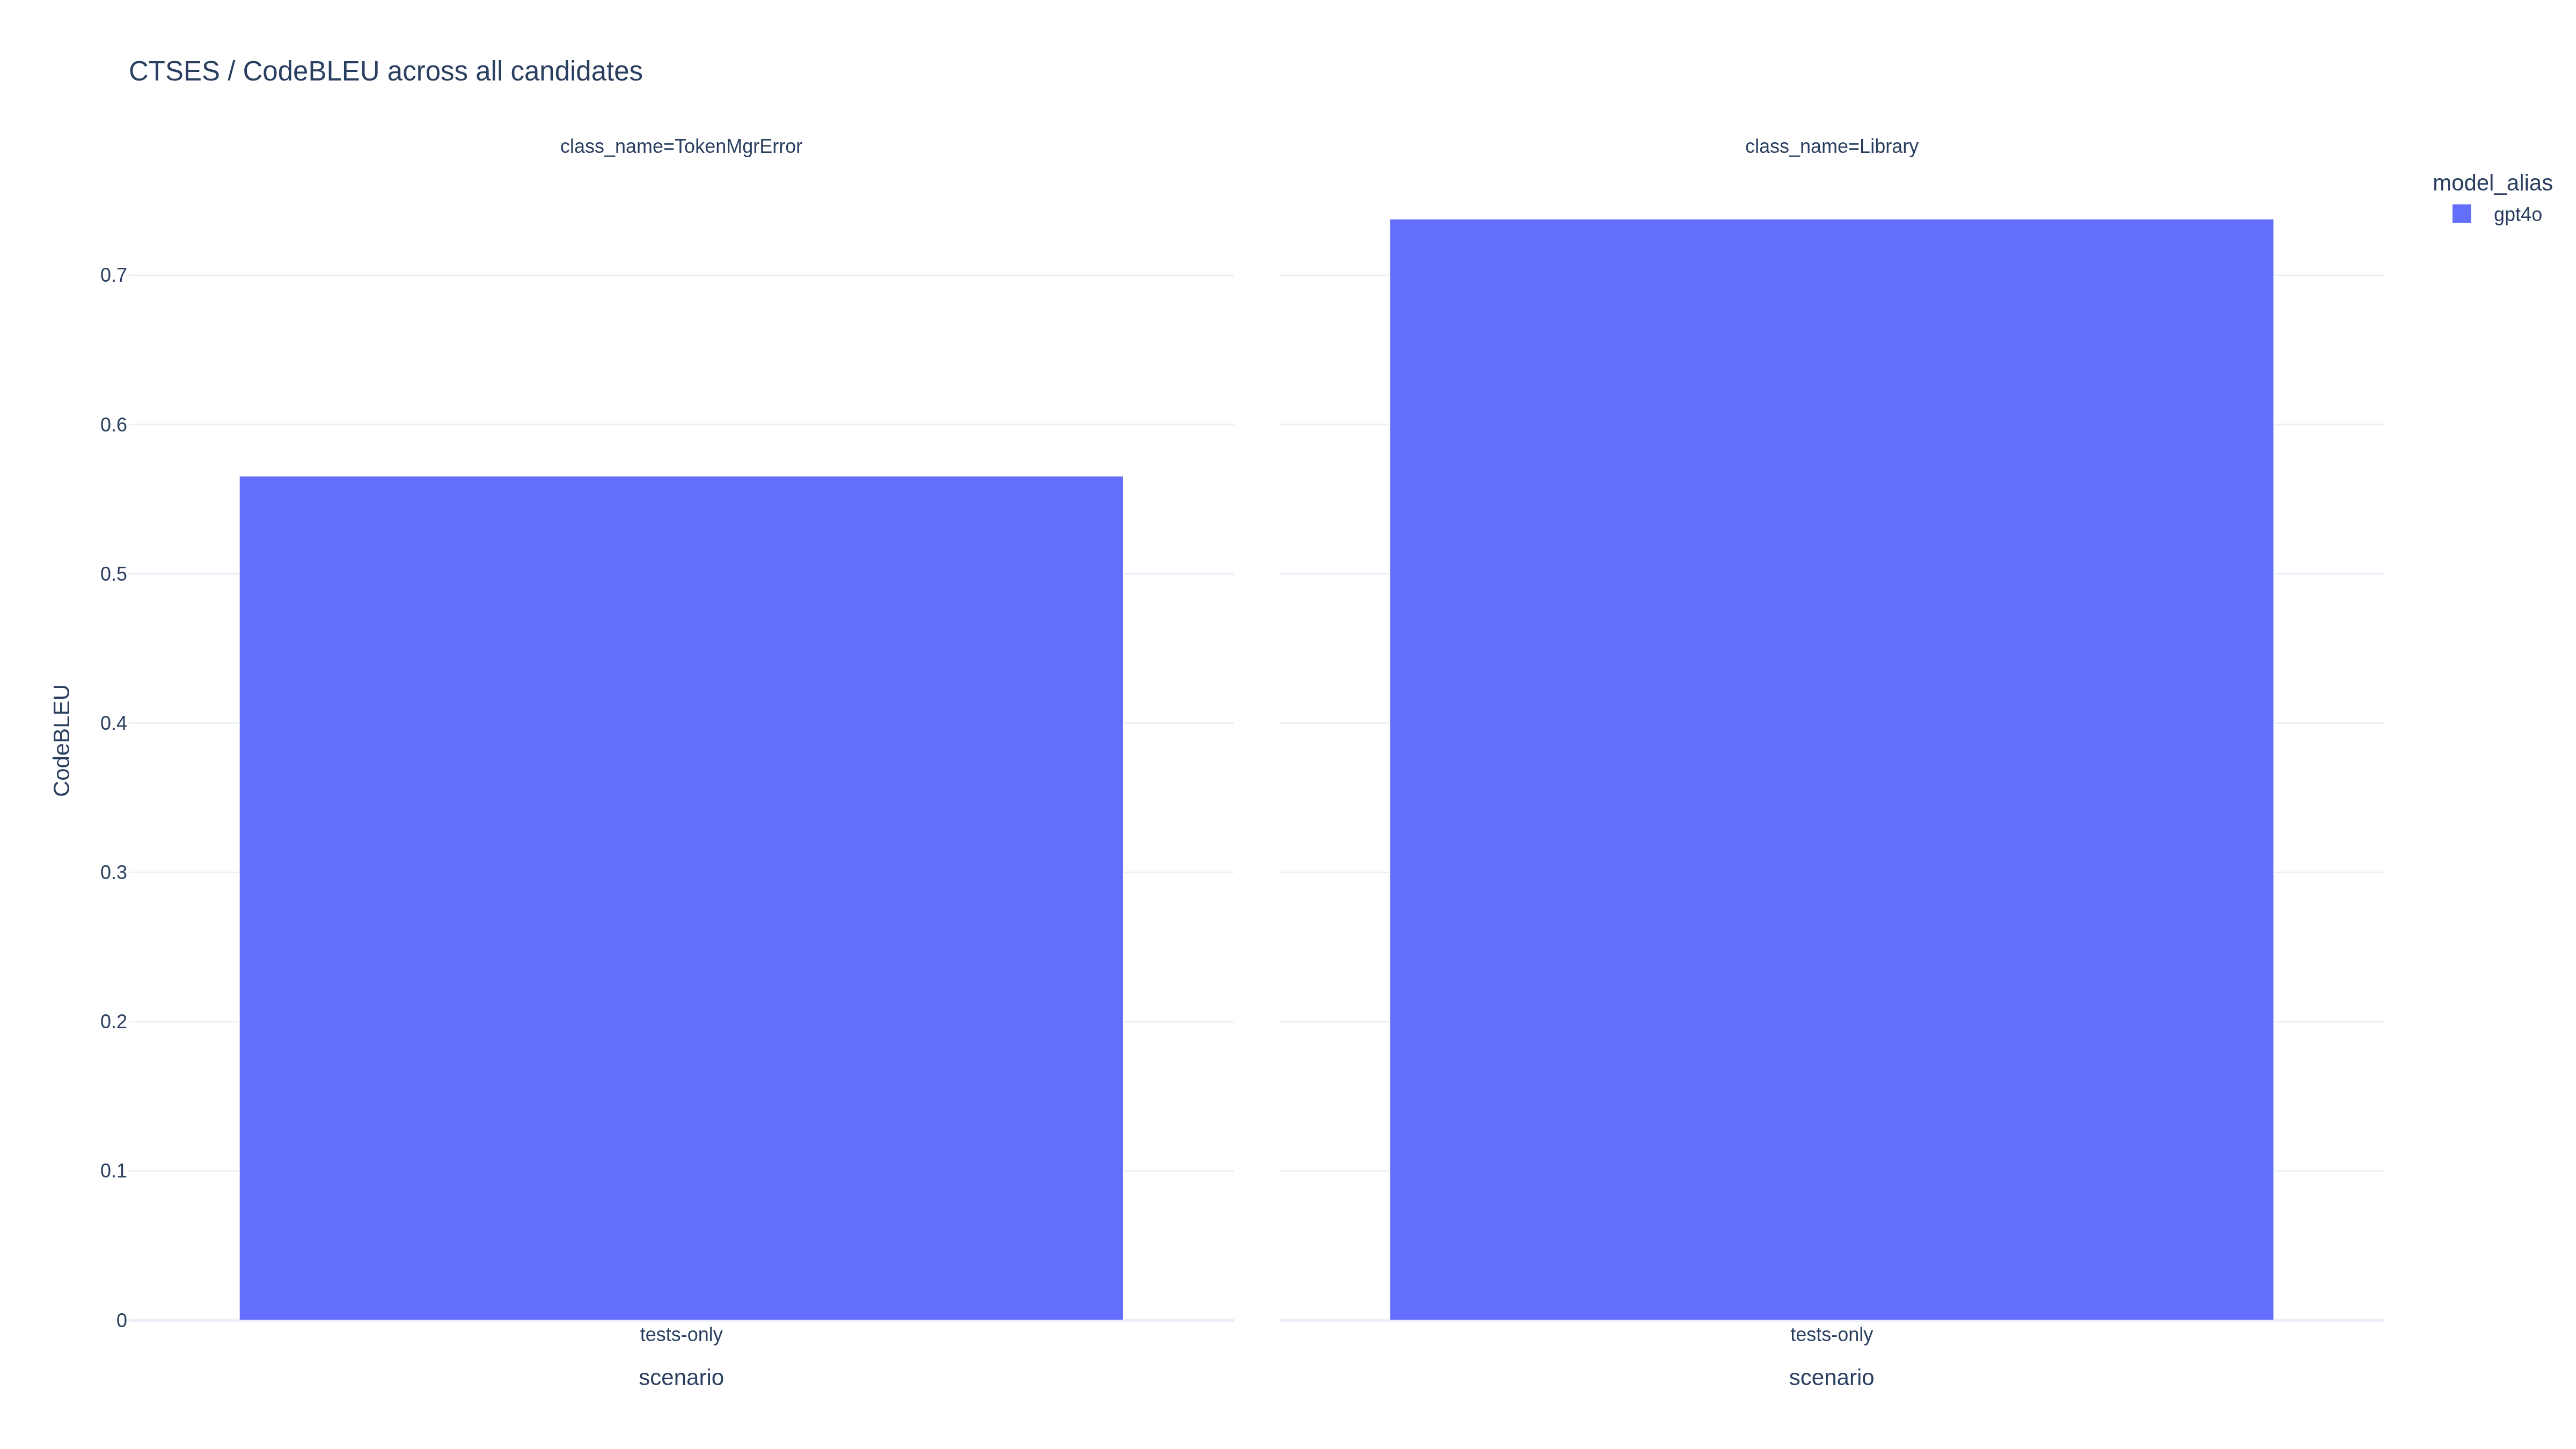 CTSES / CodeBLEU across all candidates
class_name=TokenMgrError
class_name=Library
model_alias
gpt4o
CodeBLEU
0.7
0.6
0.5
0.4
0.3
0.2
0.1
0
tests-only
tests-only
scenario
scenario